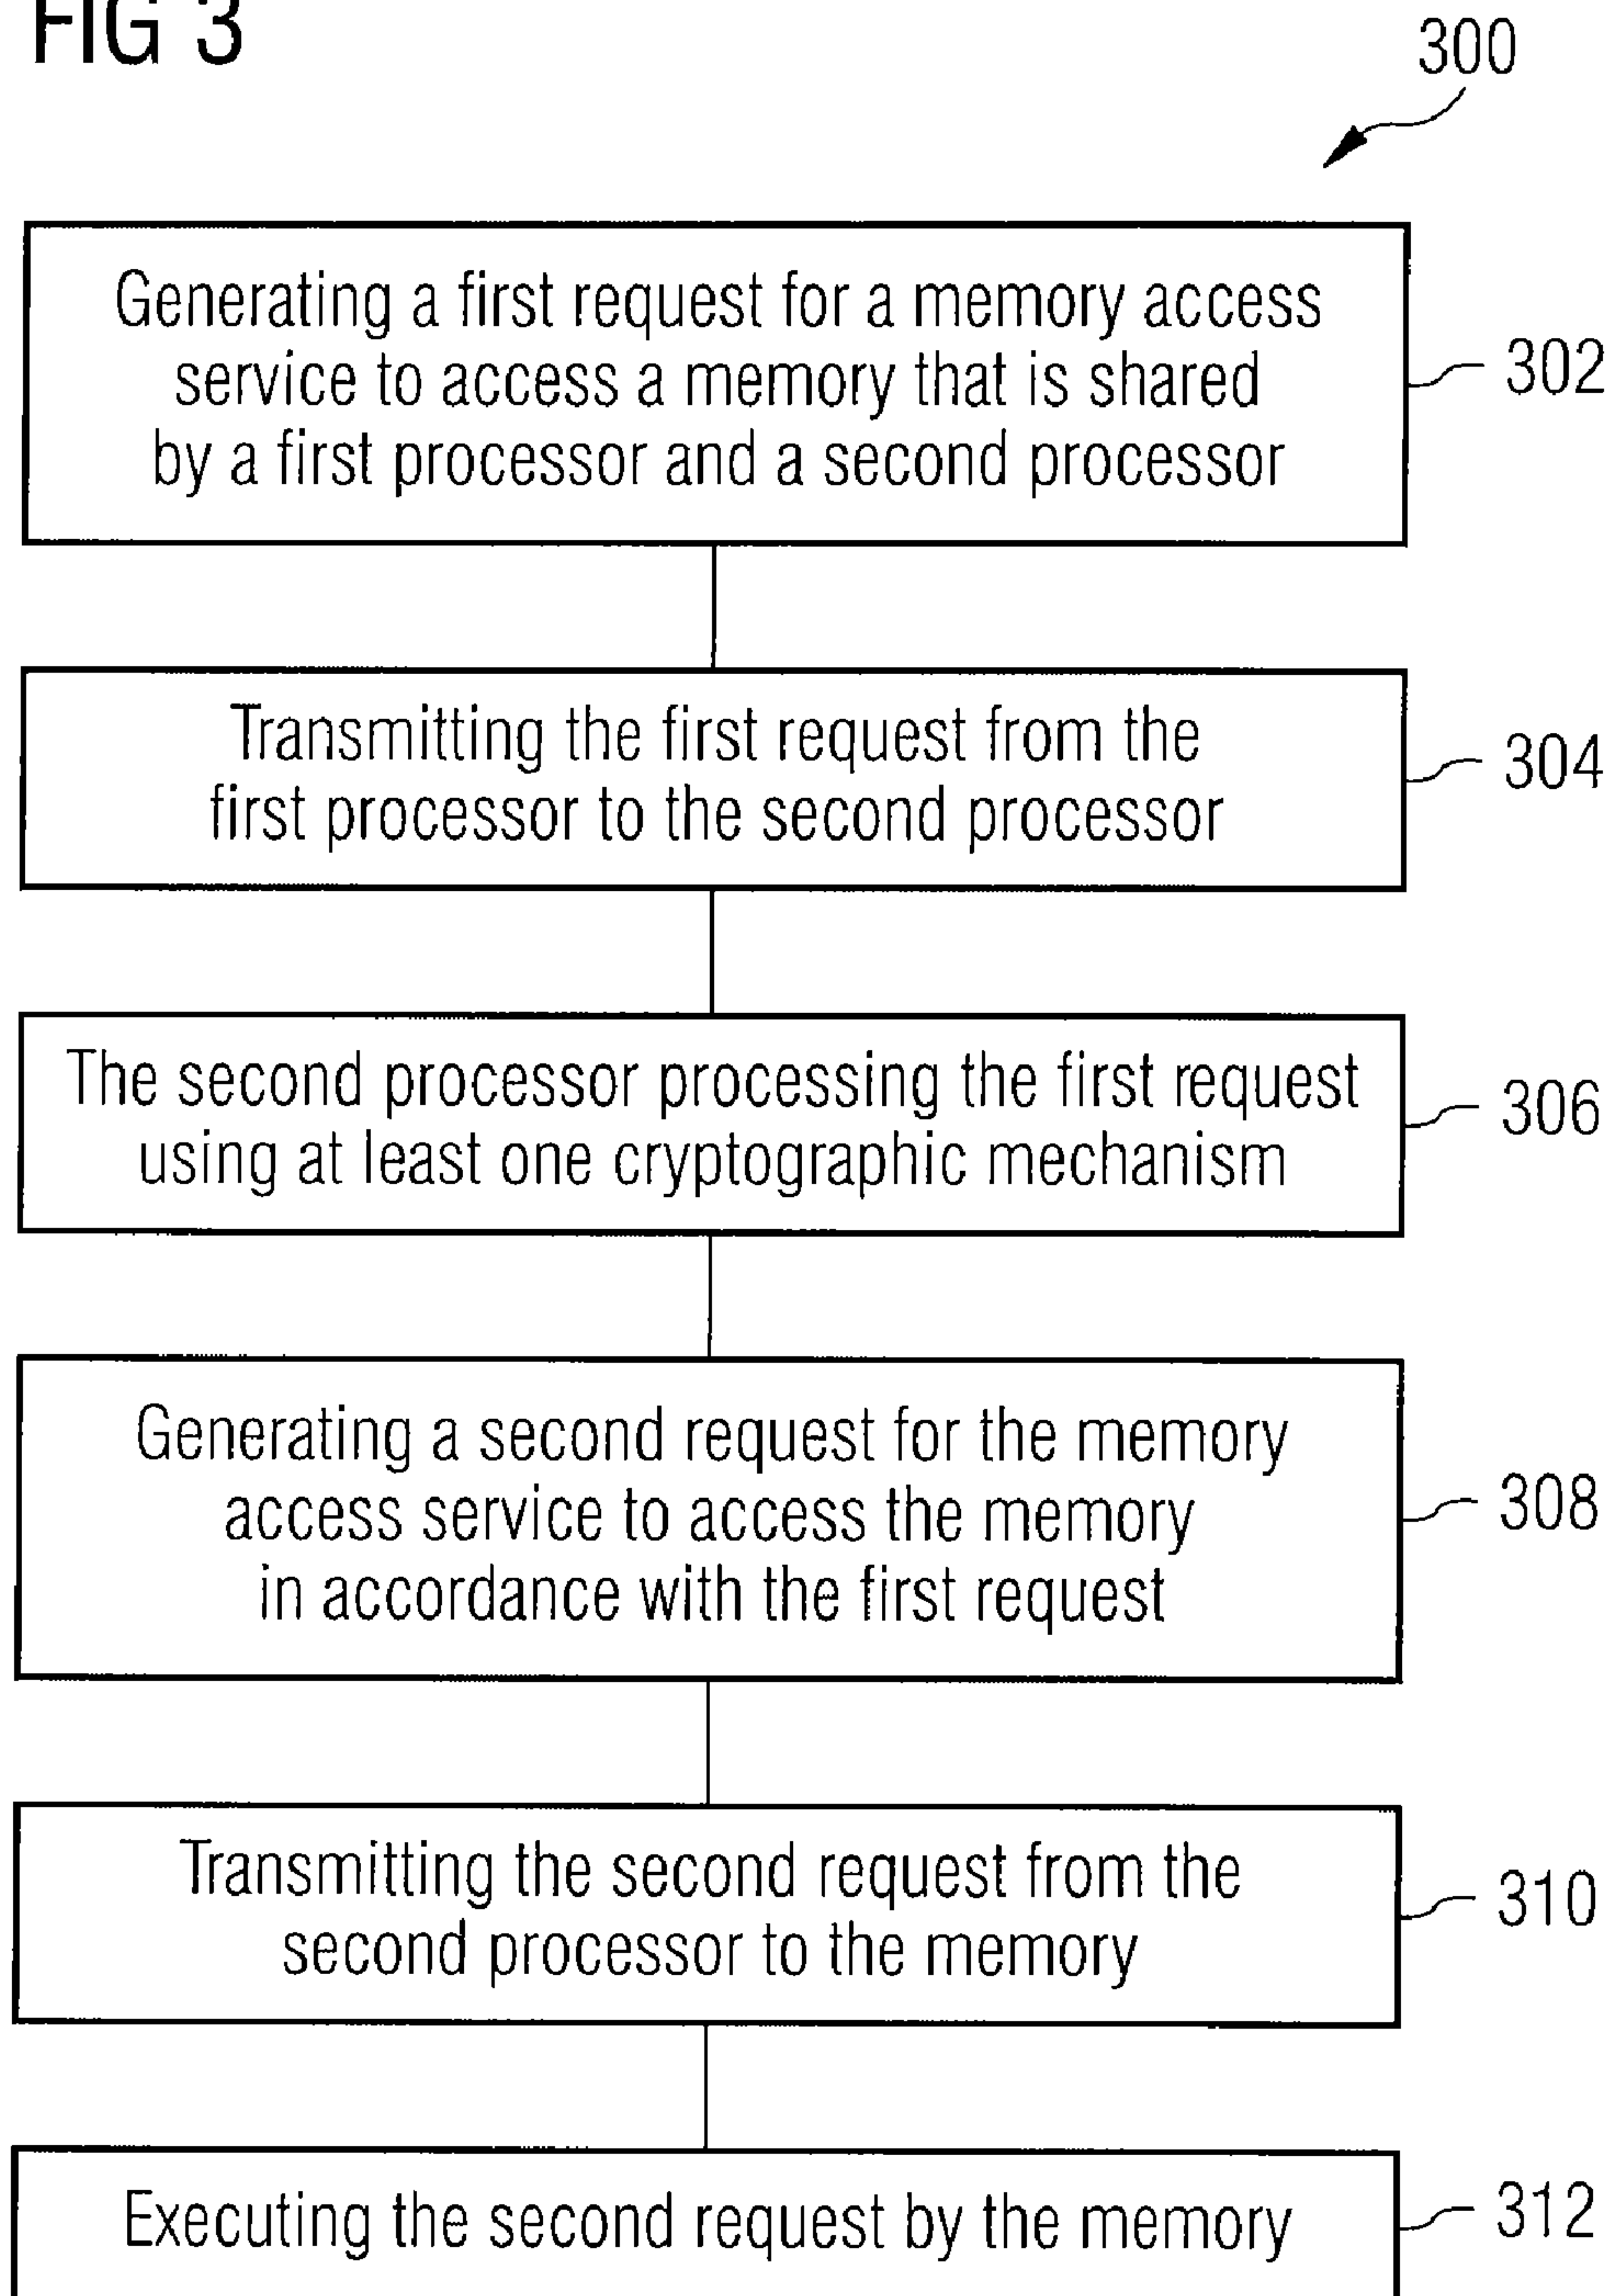 FIG 3
300
Generating a first request for a memory access
service to access a memory that is shared
by a first processor and a second processor
302
Transmitting the first request from the
first processor to the second processor
304
The second processor processing the first request
using at least one cryptographic mechanism
306
Generating a second request for the memory
access service to access the memory
in accordance with the first request
308
Transmitting the second request from the
second processor to the memory
310
Executing the second request by the memory
312